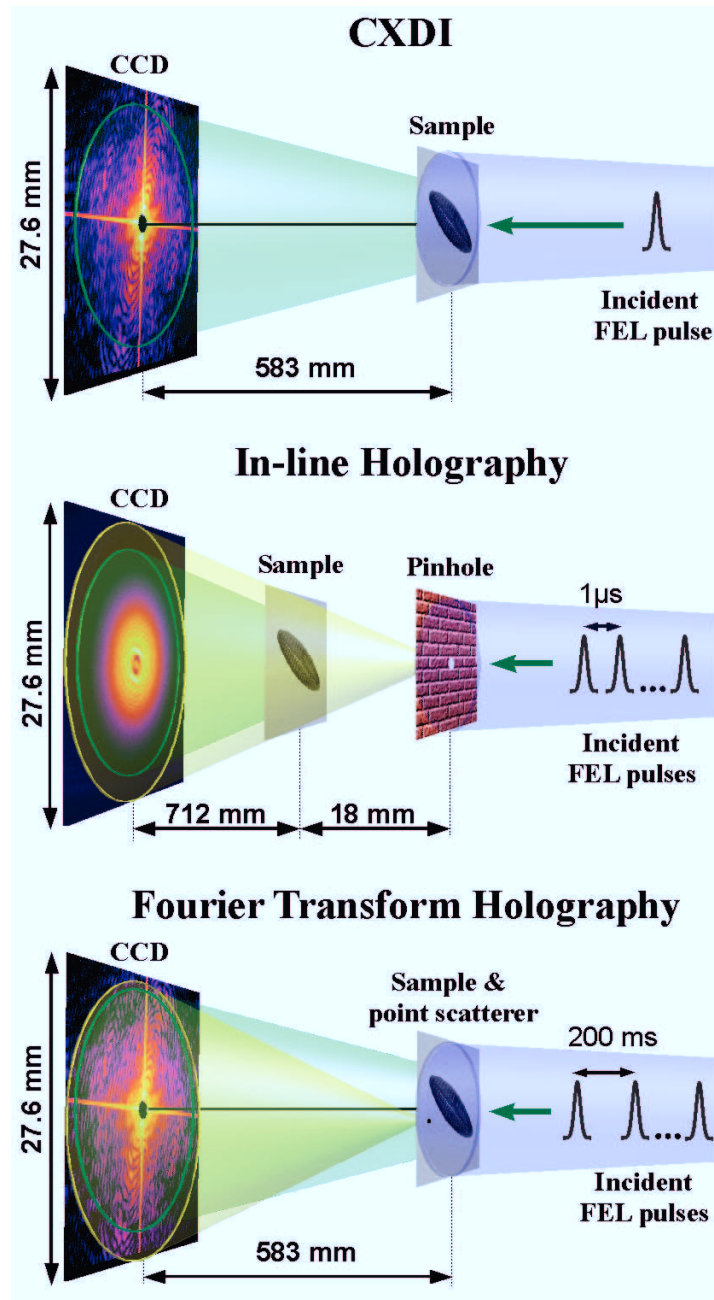 CXDI
CCD
Sample
27.6 mm
Incident
FEL pulse
583 mm
In-line Holography
CCD
Sample
Pinhole
1μs
27.6 mm
Incident
FEL pulses
712 mm
18 mm
Fourier Transform Holography
CCD
Sample &
point scatterer
200 ms
27.6 mm
Incident
FEL pulses
583 mm